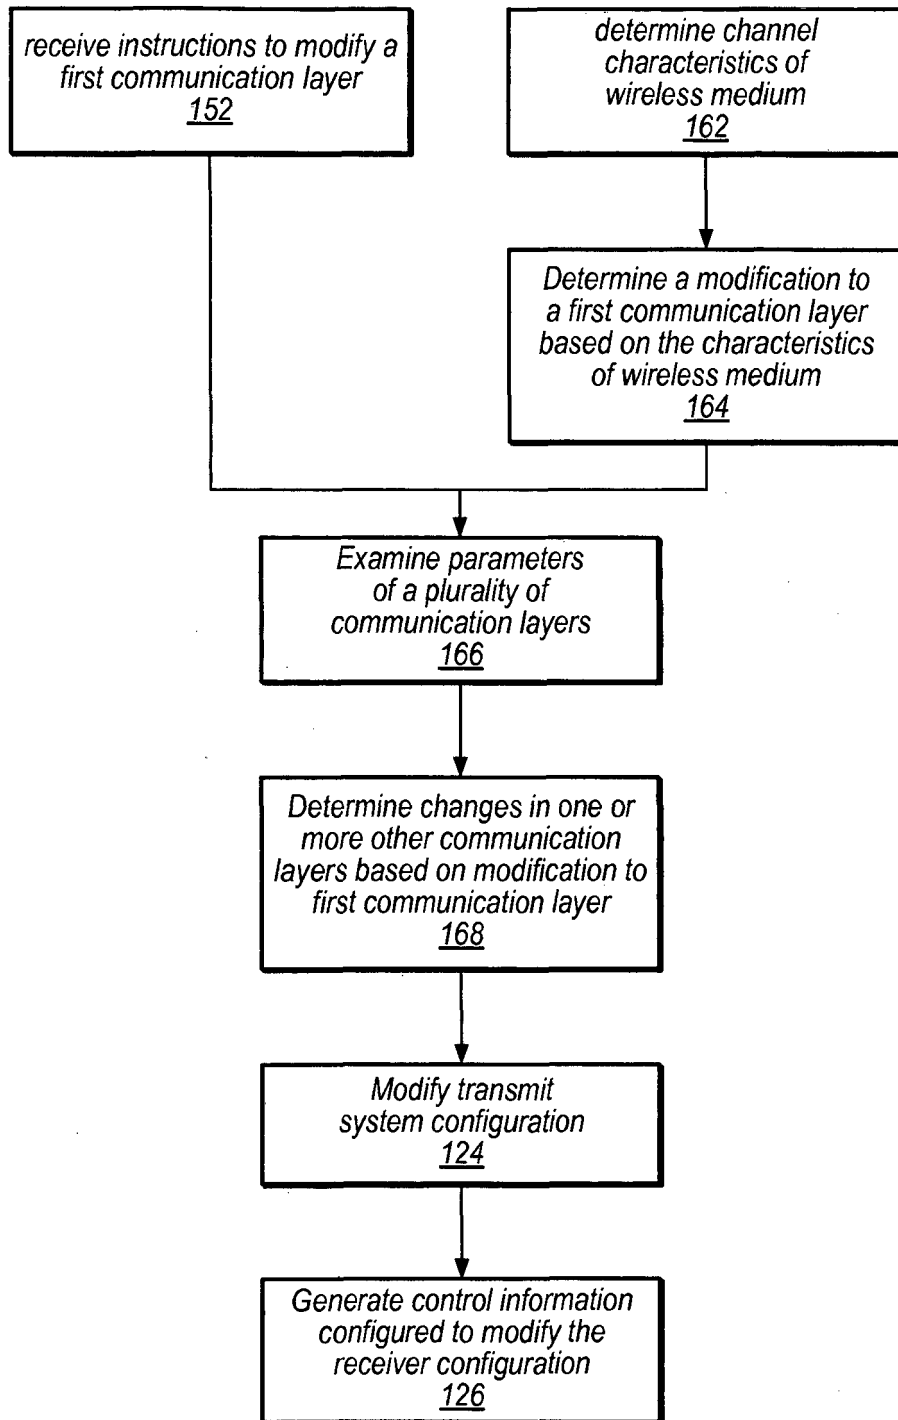 receive instructions to modify a
first communication layer
152
determine channel
characteristics of
wireless medium
162
Determine a modification to
a first communication layer
based on the characteristics
of wireless medium
164
Examine parameters
of a plurality of
communication layers
166
Determine changes in one or
more other communication
layers based on modification to
first communication layer
168
Modify transmit
system configuration
124
Generate control information
configured to modify the
receiver configuration
126